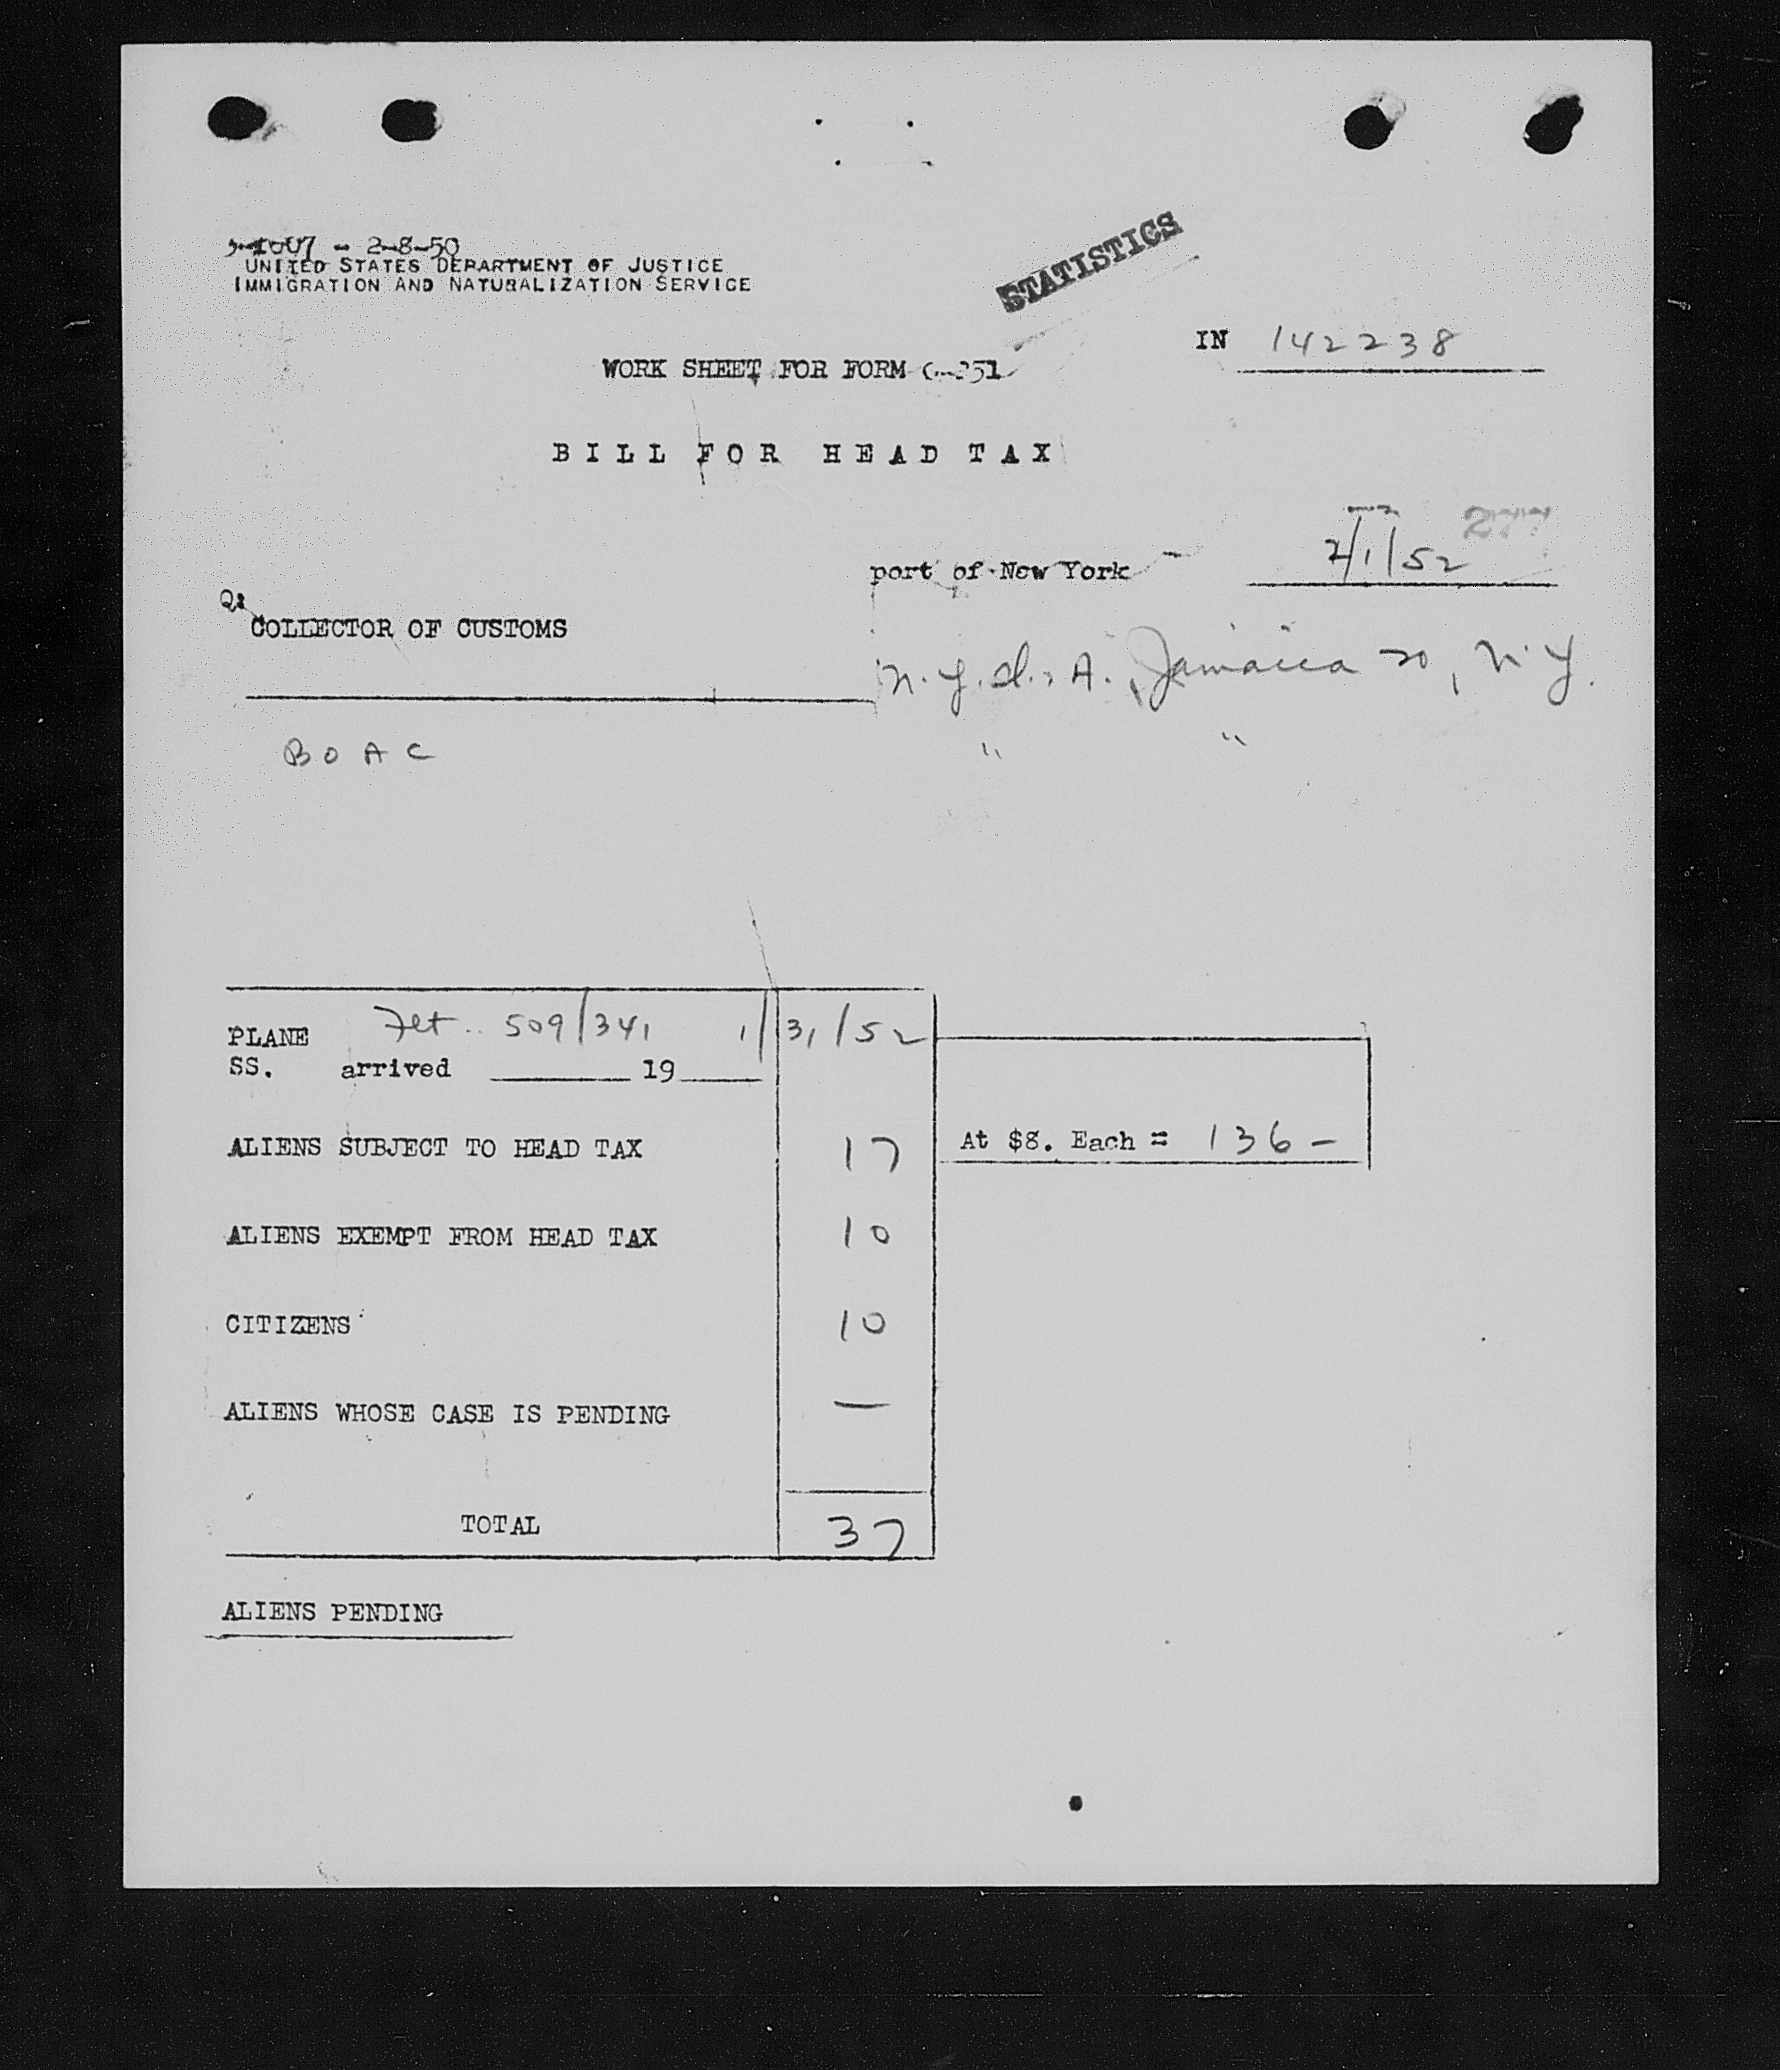 - 2-8-50
UNITED STATES DEPARTMENT OF JUSTICE
IMMIGRATION AND NATURALIZATION SERVICE
STATISTICS
IN 142238
WORK SHEET FOR FORM
BILL FOR HEAD TAX
port of New York 2/1/52
COLLECTOR OF CUSTOMS
N.Y.I.A. Jamaica 30, N.Y.
BOAC " "
PLANE Flt. 509/341 1/31/52
SS. arrived 19
ALIENS SUBJECT TO HEAD TAX 17 At $8. Each = 136 -
ALIENS EXEMPT FROM HEAD TAX 10
CITIZENS 10
ALIENS WHOSE CASE IS PENDING —
TOTAL 37
ALIENS PENDING